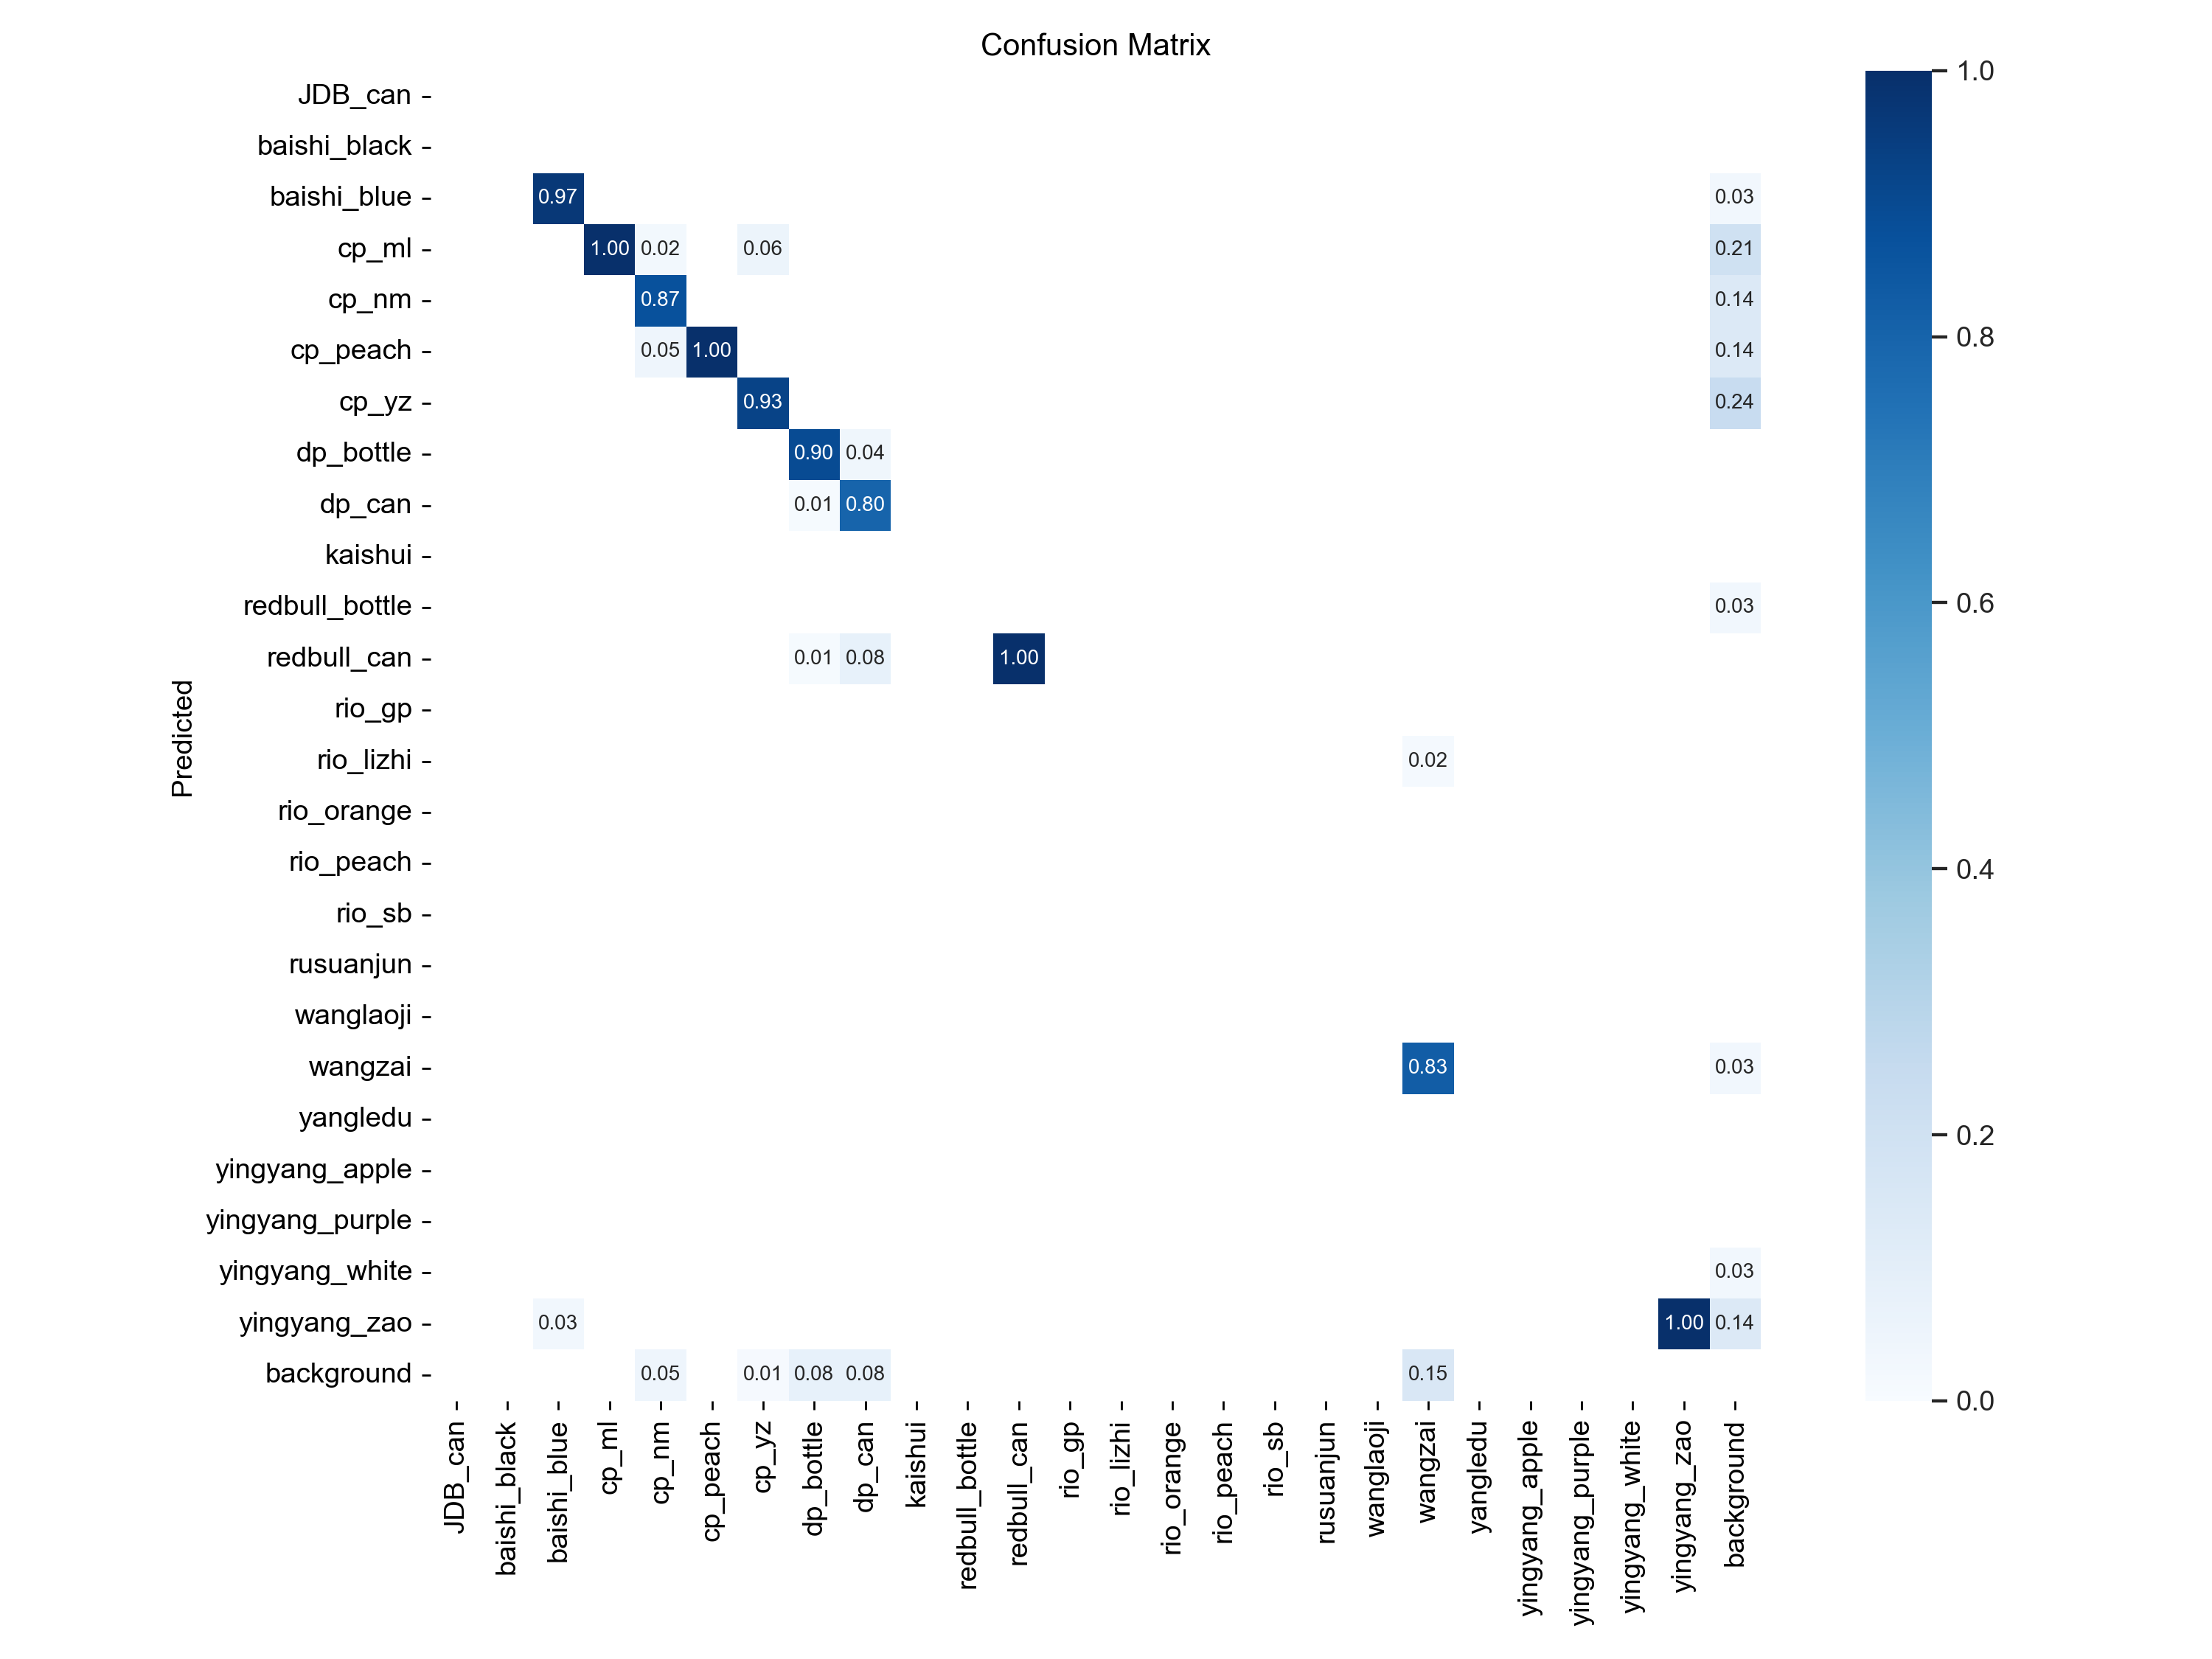 Confusion Matrix
JDB_can
baishi_black
baishi_blue 0.97 0.03
cp_ml 1.00 0.02 0.06 0.21
cp_nm 0.87 0.14
cp_peach 0.05 1.00 0.14
cp_yz 0.93 0.24
dp_bottle 0.90 0.04
dp_can 0.01 0.80
kaishui
redbull_bottle 0.03
redbull_can 0.01 0.08 1.00
rio_gp
rio_lizhi 0.02
rio_orange
rio_peach
rio_sb
rusuanjun
wanglaoji
wangzai 0.83 0.03
yangledu
yingyang_apple
yingyang_purple
yingyang_white 0.03
yingyang_zao 0.03 1.00 0.14
background 0.05 0.01 0.08 0.08 0.15
Predicted
JDB_can
baishi_black
baishi_blue
cp_ml
cp_nm
cp_peach
cp_yz
dp_bottle
dp_can
kaishui
redbull_bottle
redbull_can
rio_gp
rio_lizhi
rio_orange
rio_peach
rio_sb
rusuanjun
wanglaoji
wangzai
yangledu
yingyang_apple
yingyang_purple
yingyang_white
yingyang_zao
background
1.0
0.8
0.6
0.4
0.2
0.0